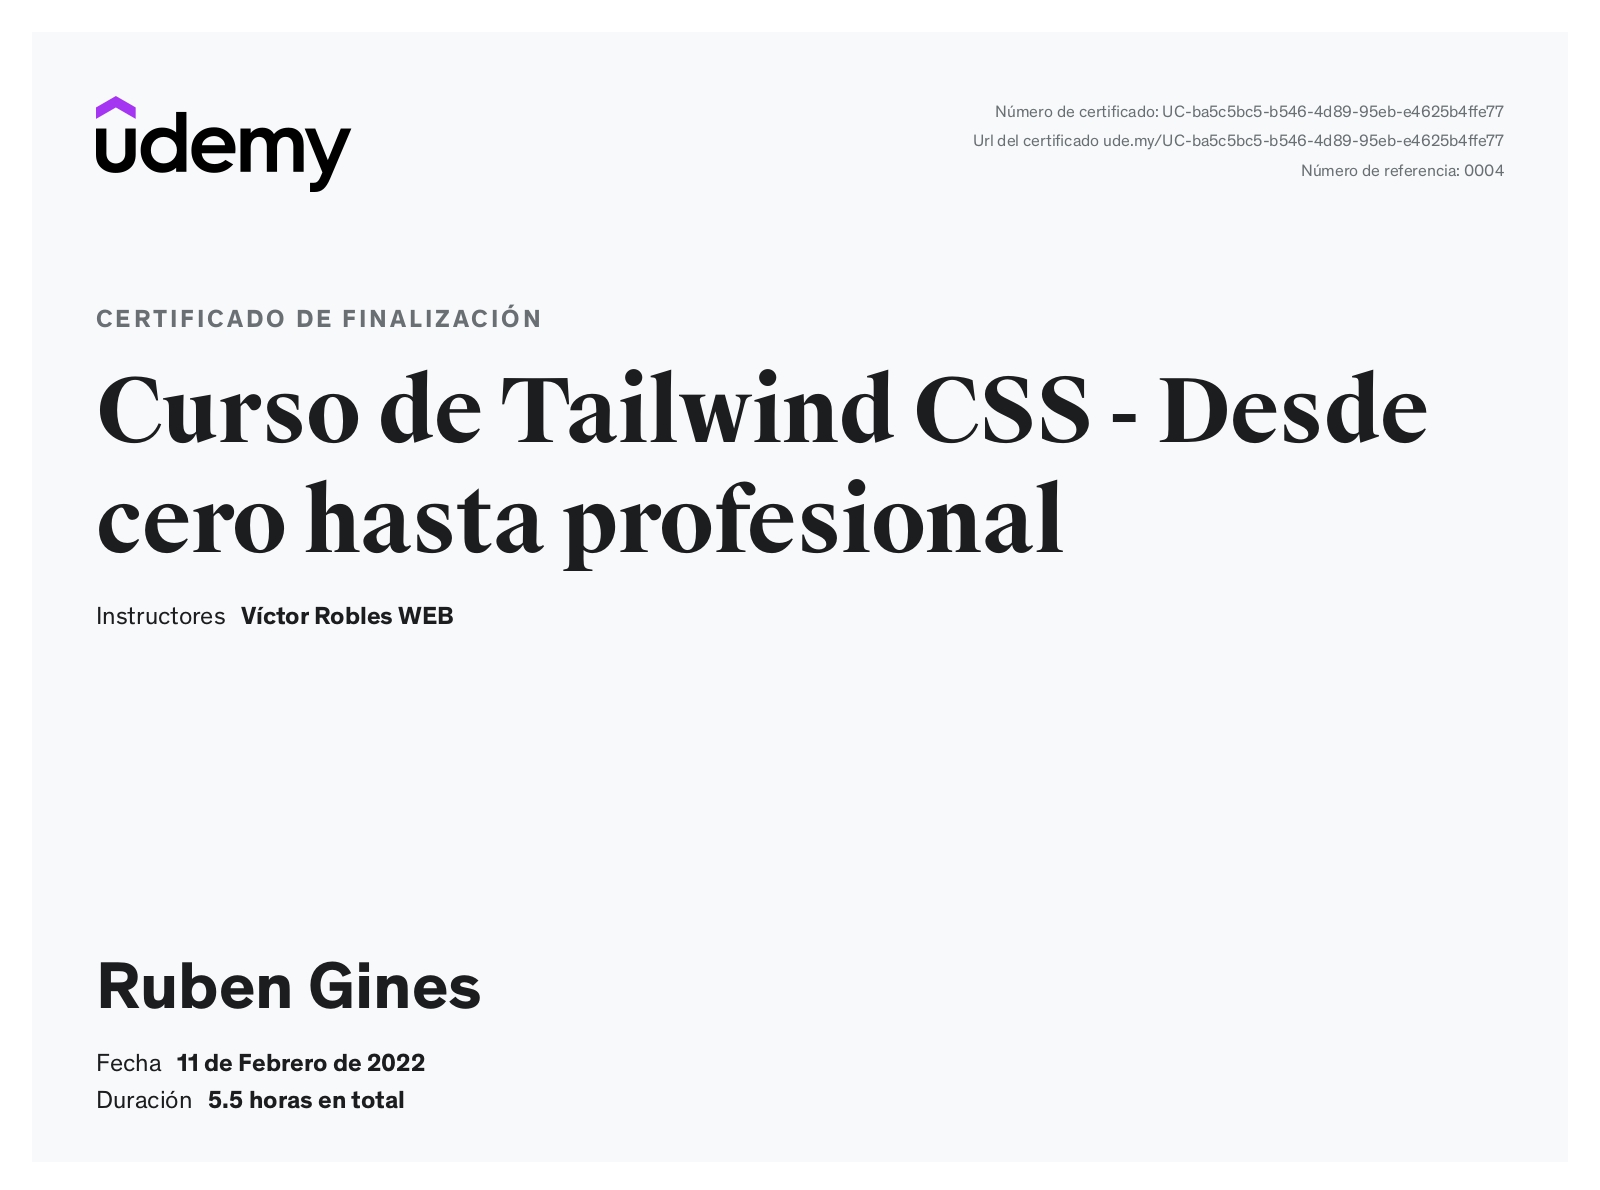 udemy
Número de certificado: UC-ba5c5bc5-b546-4d89-95eb-e4625b4ffe77
Url del certificado ude.my/UC-ba5c5bc5-b546-4d89-95eb-e4625b4ffe77
Número de referencia: 0004
CERTIFICADO DE FINALIZACIÓN
Curso de Tailwind CSS - Desde
cero hasta profesional
Instructores Víctor Robles WEB
Ruben Gines
Fecha 11 de Febrero de 2022
Duración 5.5 horas en total